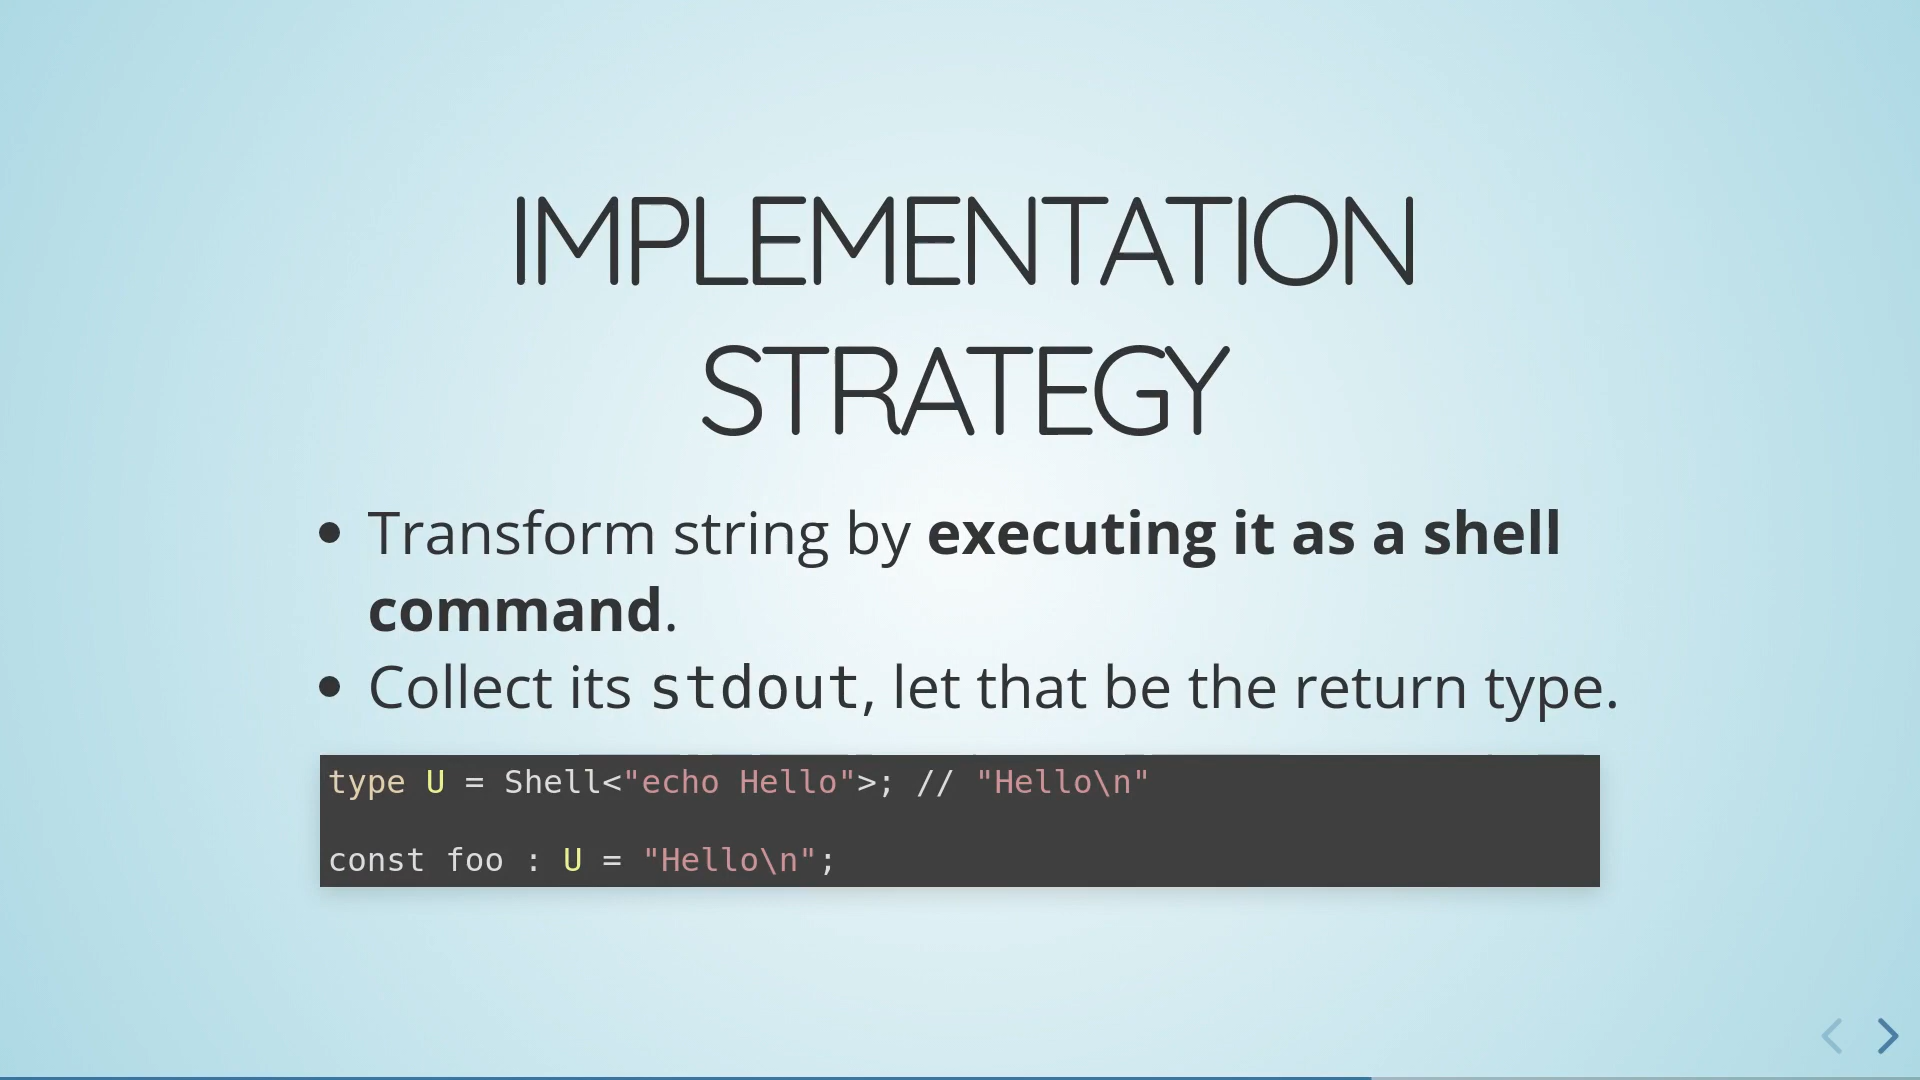 IMPLEMENTATION
STRATEGY
• Transform string by executing it as a shell
command.
• Collect its stdout, let that be the return type.
type U = Shell<"echo Hello">; // "Hello\n"
const foo : U = "Hello\n";